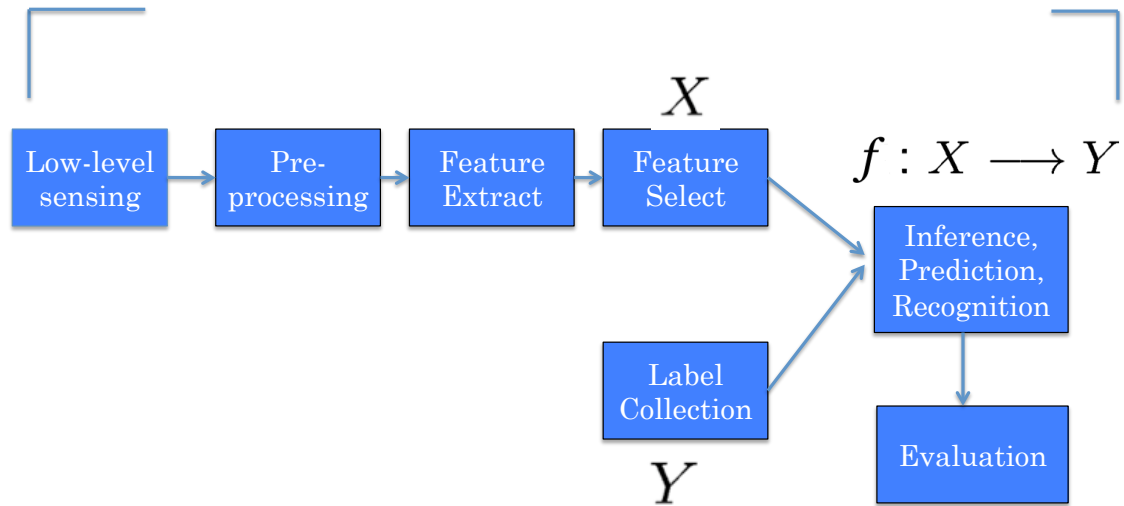 X
f : X ⟶ Y
Low-level
sensing
Pre-
processing
Feature
Extract
Feature
Select
Inference,
Prediction,
Recognition
Label
Collection
Y
Evaluation